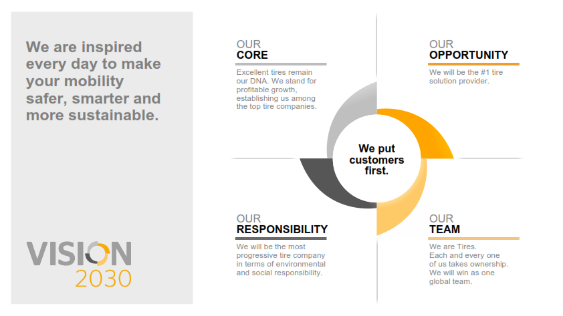 We are inspired
every day to make
your mobility
safer, smarter and
more sustainable.
VISION
2030
OUR
CORE
Excellent tires remain
our DNA. We stand for
profitable growth,
establishing us among
the top tire companies.
OUR
OPPORTUNITY
We will be the #1 tire
solution provider.
We put
customers
first.
OUR
RESPONSIBILITY
We will be the most
progressive tire company
in terms of environmental
and social responsibility.
OUR
TEAM
We are Tires.
Each and every one
of us takes ownership.
We will win as one
global team.